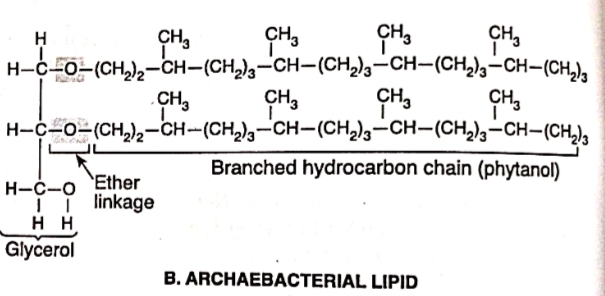 H CH₃ CH₃ CH₃ CH₃
H–C–O–(CH₂)₂–CH–(CH₂)₃–CH–(CH₂)₃–CH–(CH₂)₃–CH–(CH₂)₃
CH₃ CH₃ CH₃ CH₃
H–C–O–(CH₂)₂–CH–(CH₂)₃–CH–(CH₂)₃–CH–(CH₂)₃–CH–(CH₂)₃
Branched hydrocarbon chain (phytanol)
H–C–O
Ether
linkage
H H
Glycerol
B. ARCHAEBACTERIAL LIPID